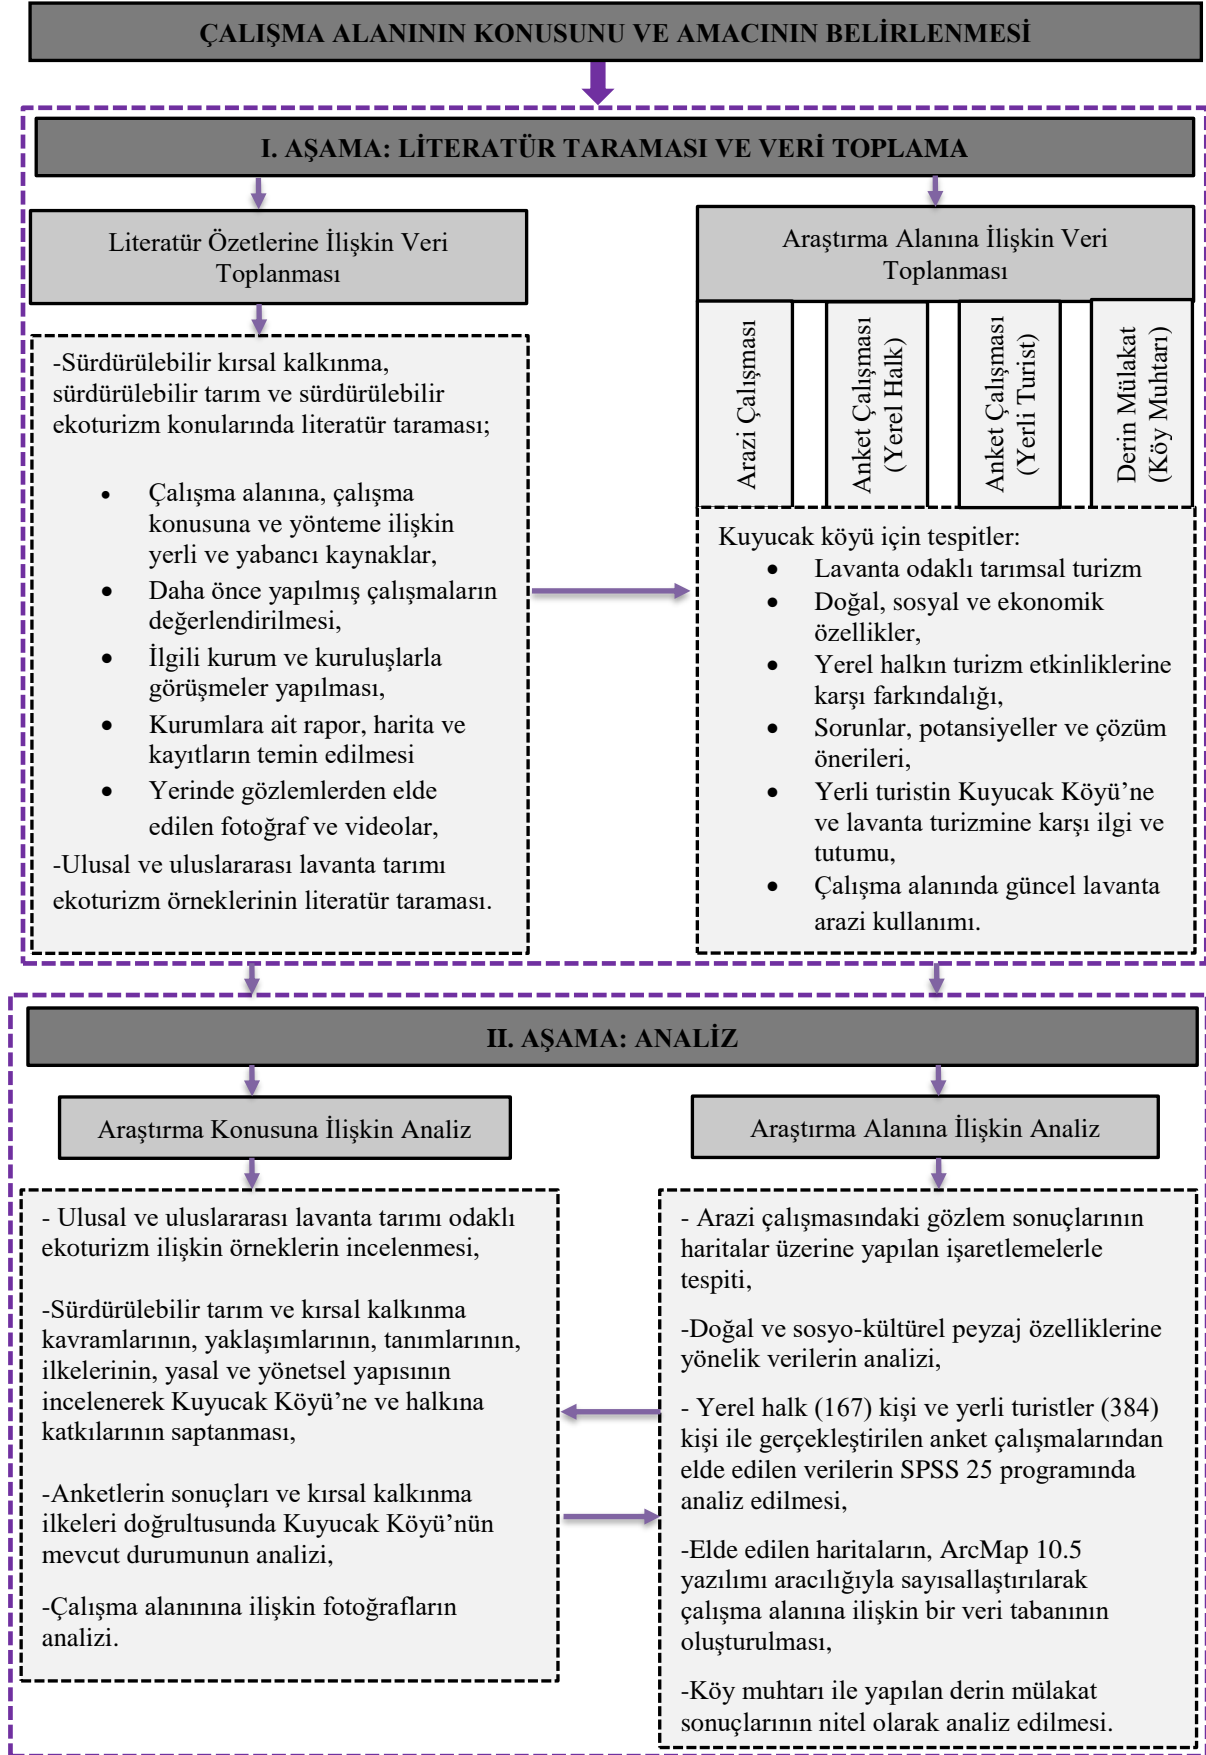 ÇALIŞMA ALANININ KONUSUNU VE AMACININ BELİRLENMESİ
I. AŞAMA: LİTERATÜR TARAMASI VE VERİ TOPLAMA
Literatür Özetlerine İlişkin Veri
Toplanması
-Sürdürülebilir kırsal kalkınma,
sürdürülebilir tarım ve sürdürülebilir
ekoturizm konularında literatür taraması;
• Çalışma alanına, çalışma
konusuna ve yönteme ilişkin
yerli ve yabancı kaynaklar,
• Daha önce yapılmış çalışmaların
değerlendirilmesi,
• İlgili kurum ve kuruluşlarla
görüşmeler yapılması,
• Kurumlara ait rapor, harita ve
kayıtların temin edilmesi
• Yerinde gözlemlerden elde
edilen fotoğraf ve videolar,
-Ulusal ve uluslararası lavanta tarımı
ekoturizm örneklerinin literatür taraması.
Araştırma Alanına İlişkin Veri
Toplanması
Arazi Çalışması
Anket Çalışması
(Yerel Halk)
Anket Çalışması
(Yerli Turist)
Derin Mülakat
(Köy Muhtarı)
Kuyucak köyü için tespitler:
• Lavanta odaklı tarımsal turizm
• Doğal, sosyal ve ekonomik
özellikler,
• Yerel halkın turizm etkinliklerine
karşı farkındalığı,
• Sorunlar, potansiyeller ve çözüm
önerileri,
• Yerli turistin Kuyucak Köyü’ne
ve lavanta turizmine karşı ilgi ve
tutumu,
• Çalışma alanında güncel lavanta
arazi kullanımı.
II. AŞAMA: ANALİZ
Araştırma Konusuna İlişkin Analiz
- Ulusal ve uluslararası lavanta tarımı odaklı
ekoturizm ilişkin örneklerin incelenmesi,
-Sürdürülebilir tarım ve kırsal kalkınma
kavramlarının, yaklaşımlarının, tanımlarının,
ilkelerinin, yasal ve yönetsel yapısının
incelenerek Kuyucak Köyü’ne ve halkına
katkılarının saptanması,
-Anketlerin sonuçları ve kırsal kalkınma
ilkeleri doğrultusunda Kuyucak Köyü’nün
mevcut durumunun analizi,
-Çalışma alanınına ilişkin fotoğrafların
analizi.
Araştırma Alanına İlişkin Analiz
- Arazi çalışmasındaki gözlem sonuçlarının
haritalar üzerine yapılan işaretlemelerle
tespiti,
-Doğal ve sosyo-kültürel peyzaj özelliklerine
yönelik verilerin analizi,
- Yerel halk (167) kişi ve yerli turistler (384)
kişi ile gerçekleştirilen anket çalışmalarından
elde edilen verilerin SPSS 25 programında
analiz edilmesi,
-Elde edilen haritaların, ArcMap 10.5
yazılımı aracılığıyla sayısallaştırılarak
çalışma alanına ilişkin bir veri tabanının
oluşturulması,
-Köy muhtarı ile yapılan derin mülakat
sonuçlarının nitel olarak analiz edilmesi.